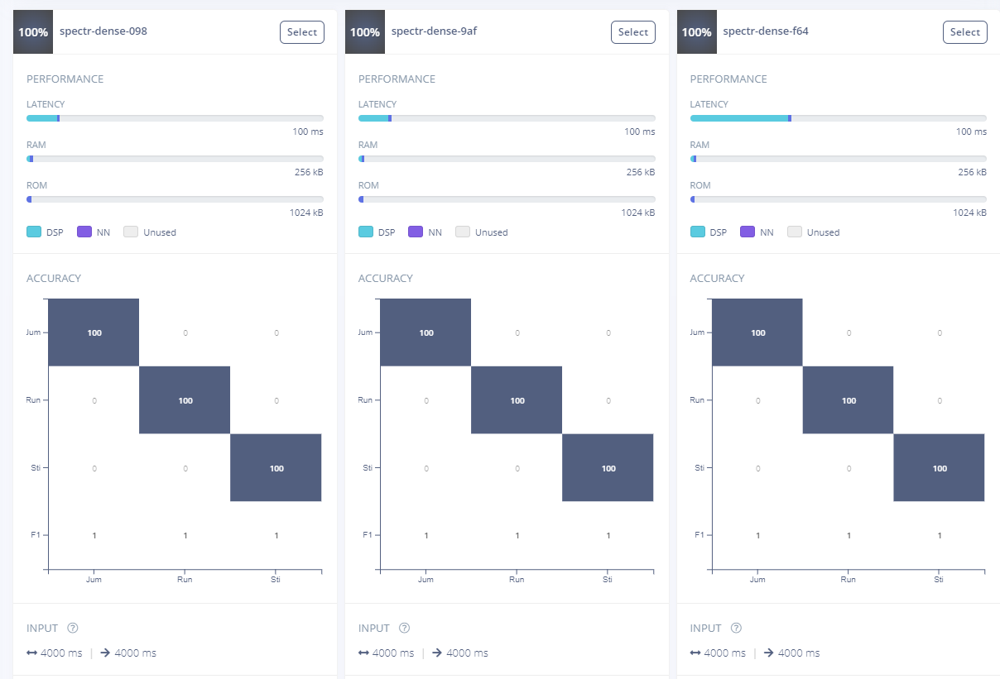 100% spectr-dense-098 Select
PERFORMANCE
LATENCY
100 ms
RAM
256 kB
ROM
1024 kB
DSP NN Unused
ACCURACY
Jum 100 0 0
Run 0 100 0
Sti 0 0 100
F1 1 1 1
Jum Run Sti
INPUT ?
4000 ms | 4000 ms
100% spectr-dense-9af Select
PERFORMANCE
LATENCY
100 ms
RAM
256 kB
ROM
1024 kB
DSP NN Unused
ACCURACY
Jum 100 0 0
Run 0 100 0
Sti 0 0 100
F1 1 1 1
Jum Run Sti
INPUT ?
4000 ms | 4000 ms
100% spectr-dense-f64 Select
PERFORMANCE
LATENCY
100 ms
RAM
256 kB
ROM
1024 kB
DSP NN Unused
ACCURACY
Jum 100 0 0
Run 0 100 0
Sti 0 0 100
F1 1 1 1
Jum Run Sti
INPUT ?
4000 ms | 4000 ms